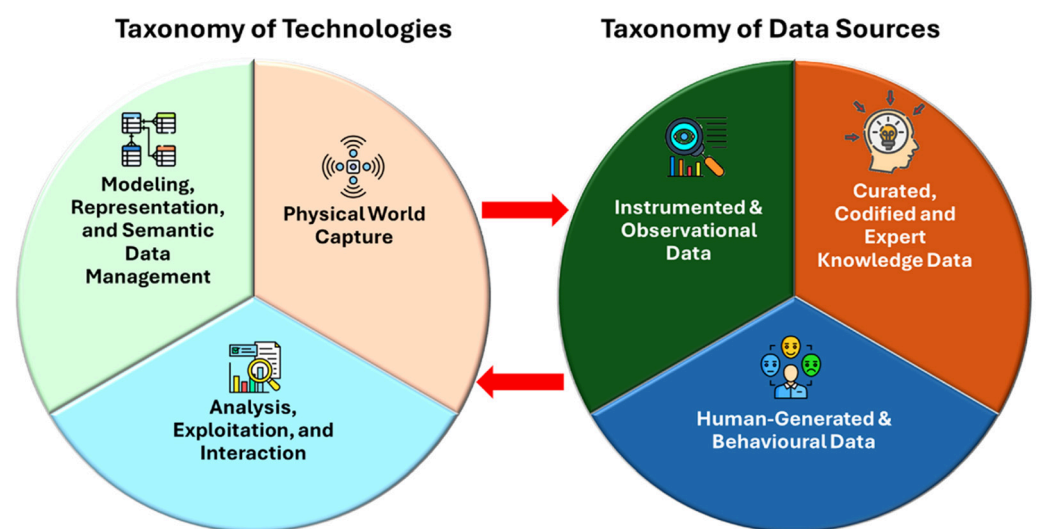 Taxonomy of Technologies
Taxonomy of Data Sources
Modeling,
Representation,
and Semantic
Data
Management
Physical World
Capture
Analysis,
Exploitation, and
Interaction
Instrumented &
Observational
Data
Curated,
Codified and
Expert
Knowledge Data
Human-Generated &
Behavioural Data